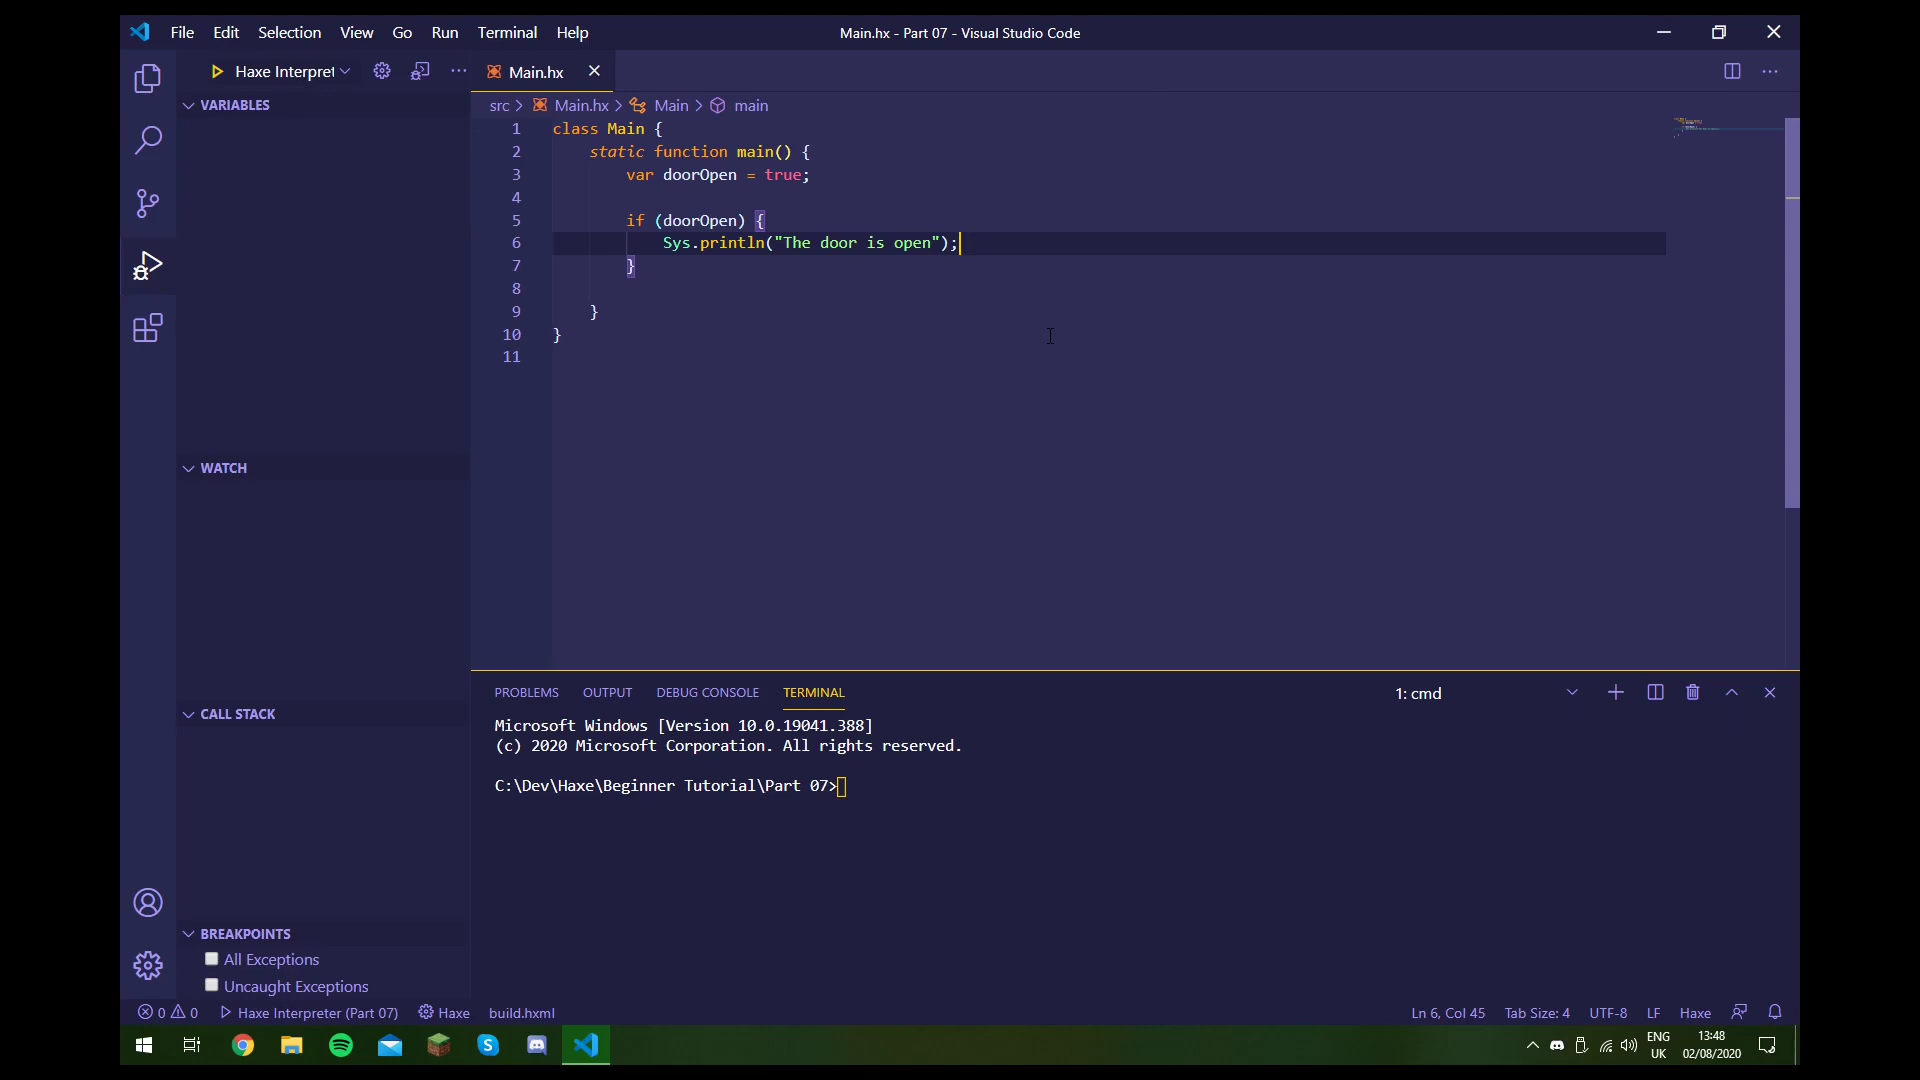 File Edit Selection View Go Run Terminal Help
Main.hx - Part 07 - Visual Studio Code
Haxe Interpret
Main.hx
VARIABLES
src > Main.hx > Main > main
1 class Main {
2 static function main() {
3 var doorOpen = true;
4
5 if (doorOpen) {
6 Sys.println("The door is open");
7 }
8
9 }
10 }
11
WATCH
CALL STACK
BREAKPOINTS
All Exceptions
Uncaught Exceptions
PROBLEMS OUTPUT DEBUG CONSOLE TERMINAL
1: cmd
Microsoft Windows [Version 10.0.19041.388]
(c) 2020 Microsoft Corporation. All rights reserved.
C:\Dev\Haxe\Beginner Tutorial\Part 07>
0 0 Haxe Interpreter (Part 07) Haxe build.hxml
Ln 6, Col 45 Tab Size: 4 UTF-8 LF Haxe
ENG
UK
13:48
02/08/2020